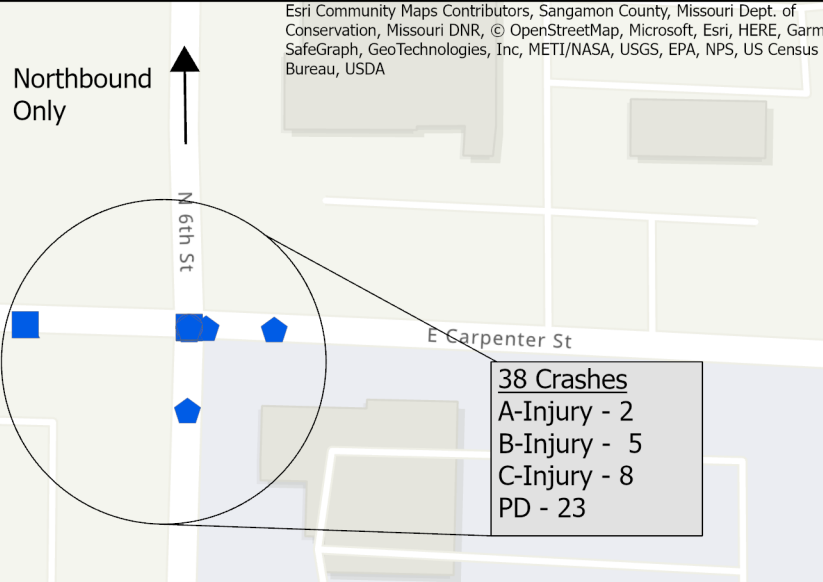 Esri Community Maps Contributors, Sangamon County, Missouri Dept. of
Conservation, Missouri DNR, © OpenStreetMap, Microsoft, Esri, HERE, Garm
SafeGraph, GeoTechnologies, Inc, METI/NASA, USGS, EPA, NPS, US Census
Bureau, USDA
Northbound
Only
N 6th St
E Carpenter St
38 Crashes
A-Injury - 2
B-Injury - 5
C-Injury - 8
PD - 23